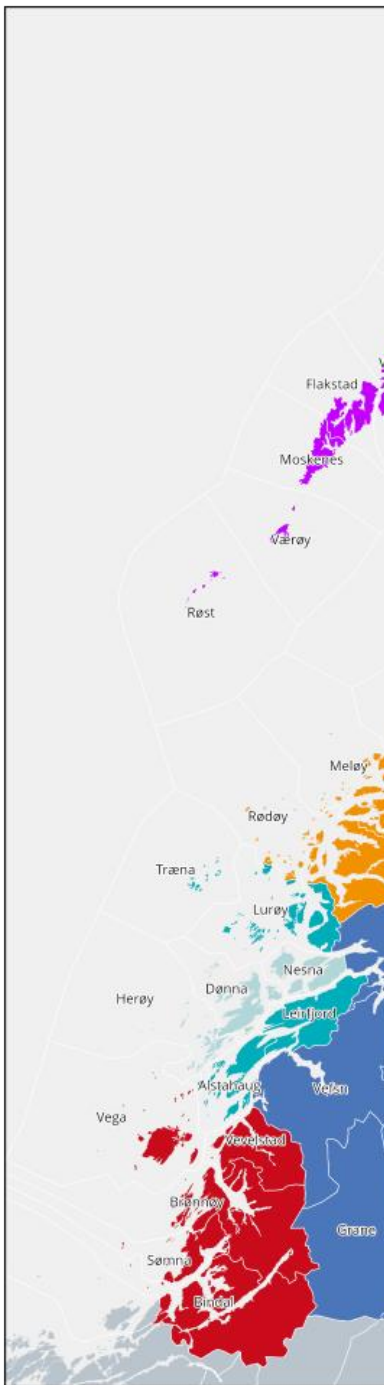 V
Flakstad
Moskenes
Værøy
Røst
Meløy
Rødøy
Træna
Lurøy
Nesna
Dønna
Herøy
Leirfjord
Alstahaug
Vefsn
Vega
Vevelstad
Brønnøy
Grane
Sømna
Bindal